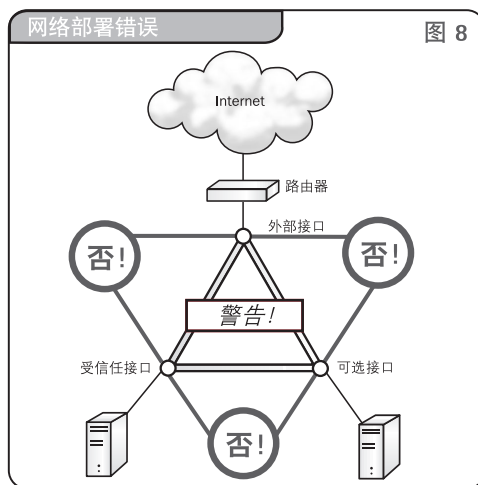 网络部署错误
图 8
Internet
路由器
外部接口
否!
否!
警告!
受信任接口
可选接口
否!